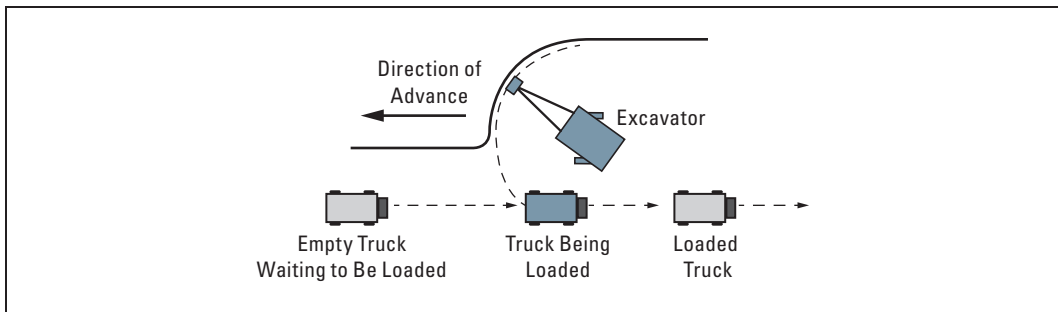 Direction of
Advance
Excavator
Empty Truck
Waiting to Be Loaded
Truck Being
Loaded
Loaded
Truck